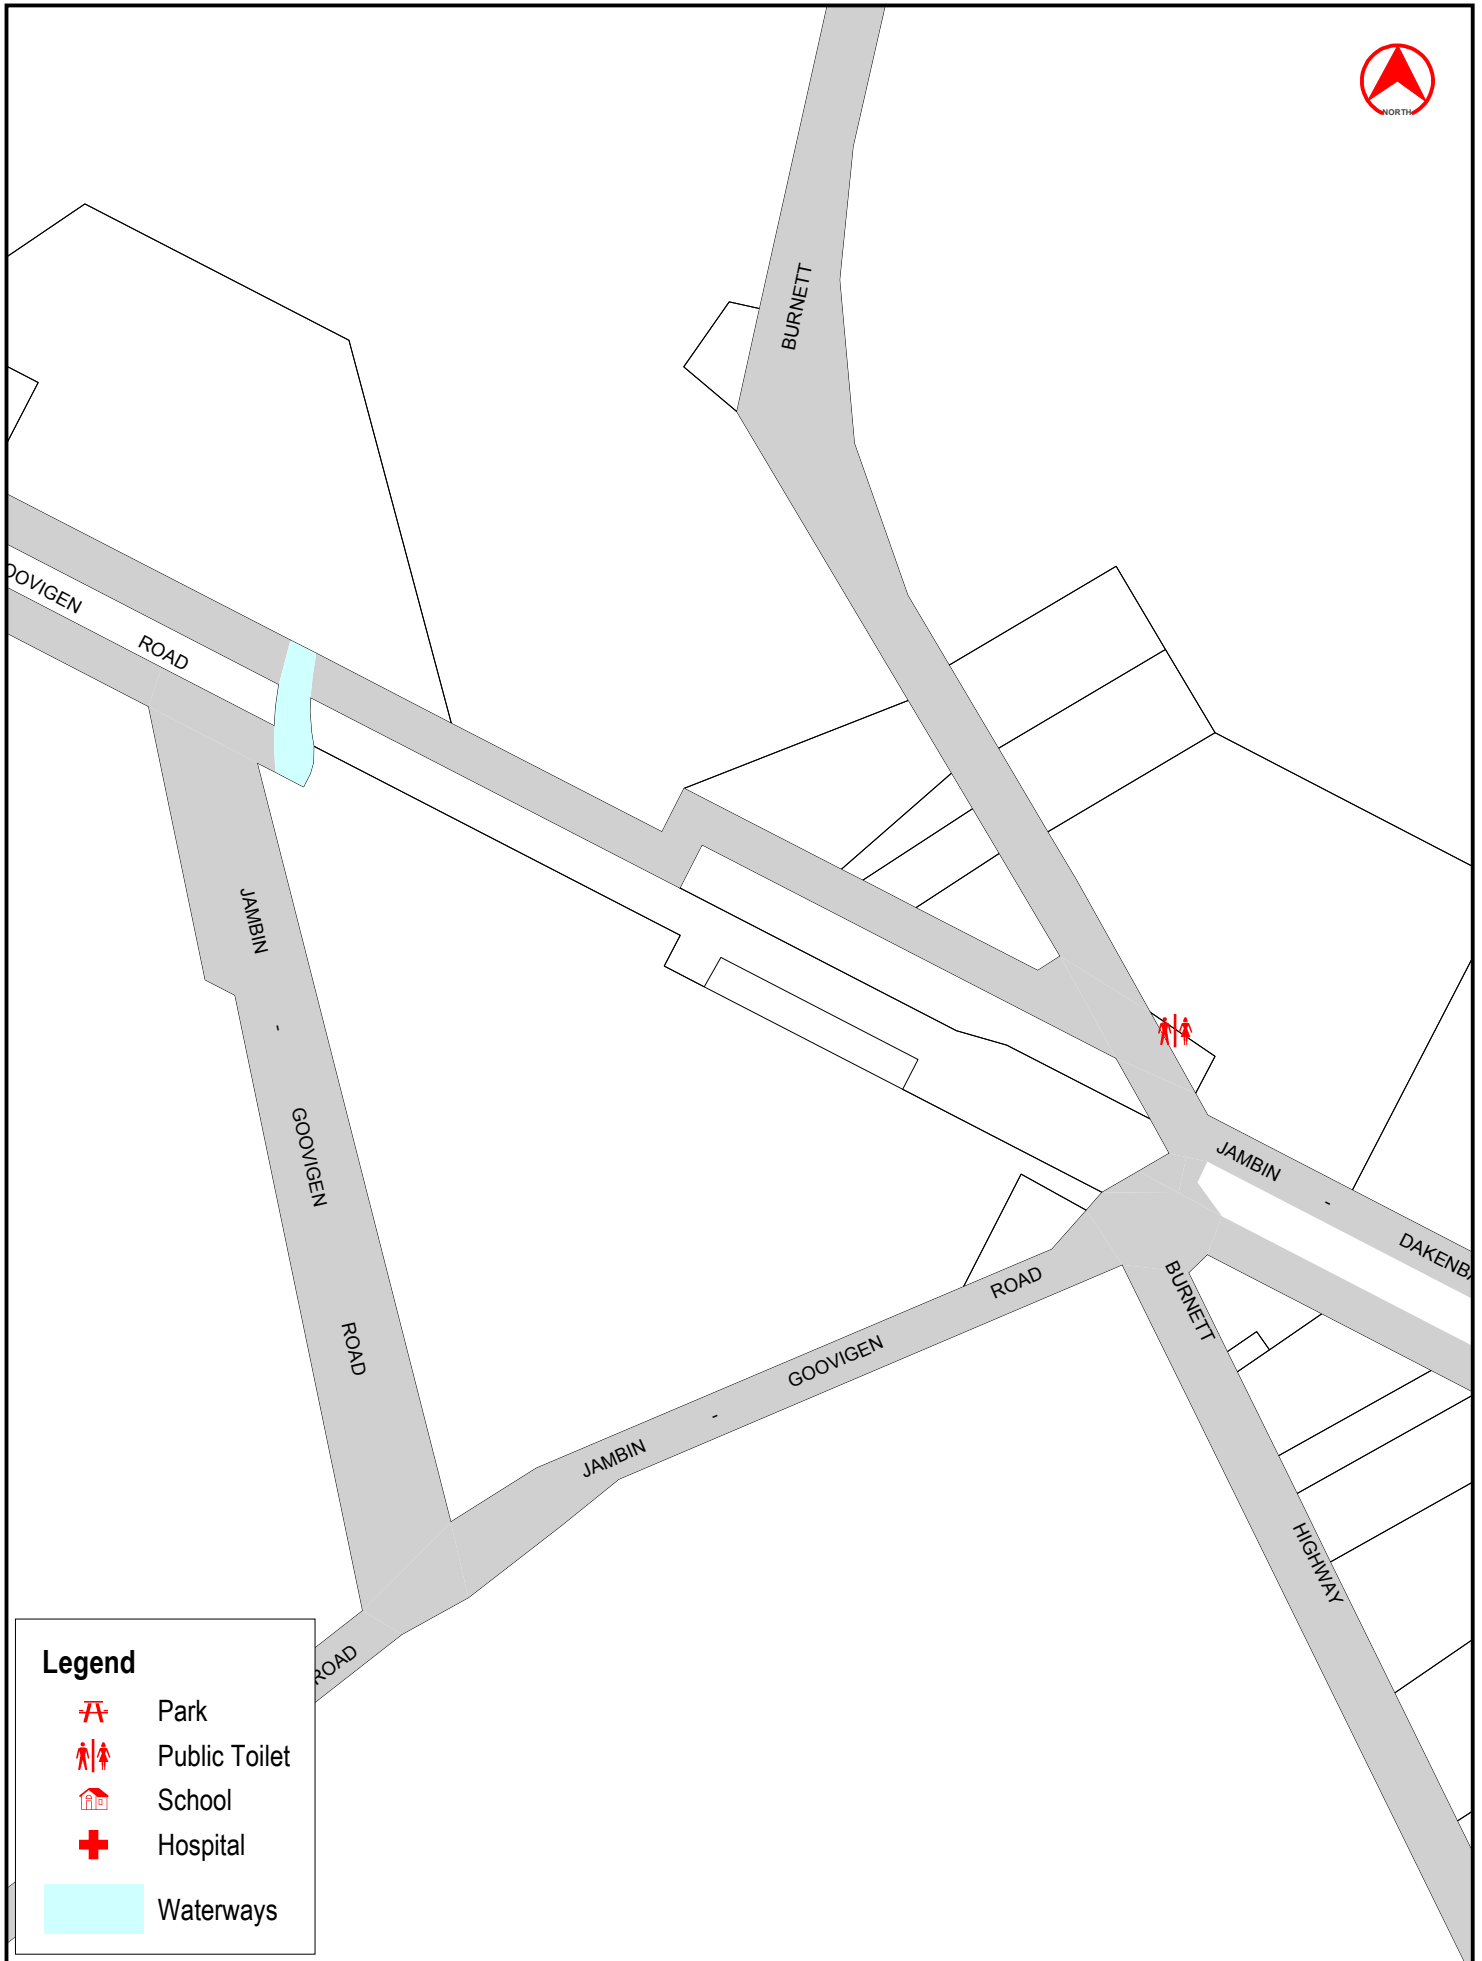 NORTH
BURNETT
OOVIGEN
ROAD
JAMBIN
-
GOOVIGEN
ROAD
JAMBIN
-
DAKENBA
BURNETT
HIGHWAY
JAMBIN
-
GOOVIGEN
ROAD
ROAD
Legend
Park
Public Toilet
School
Hospital
Waterways